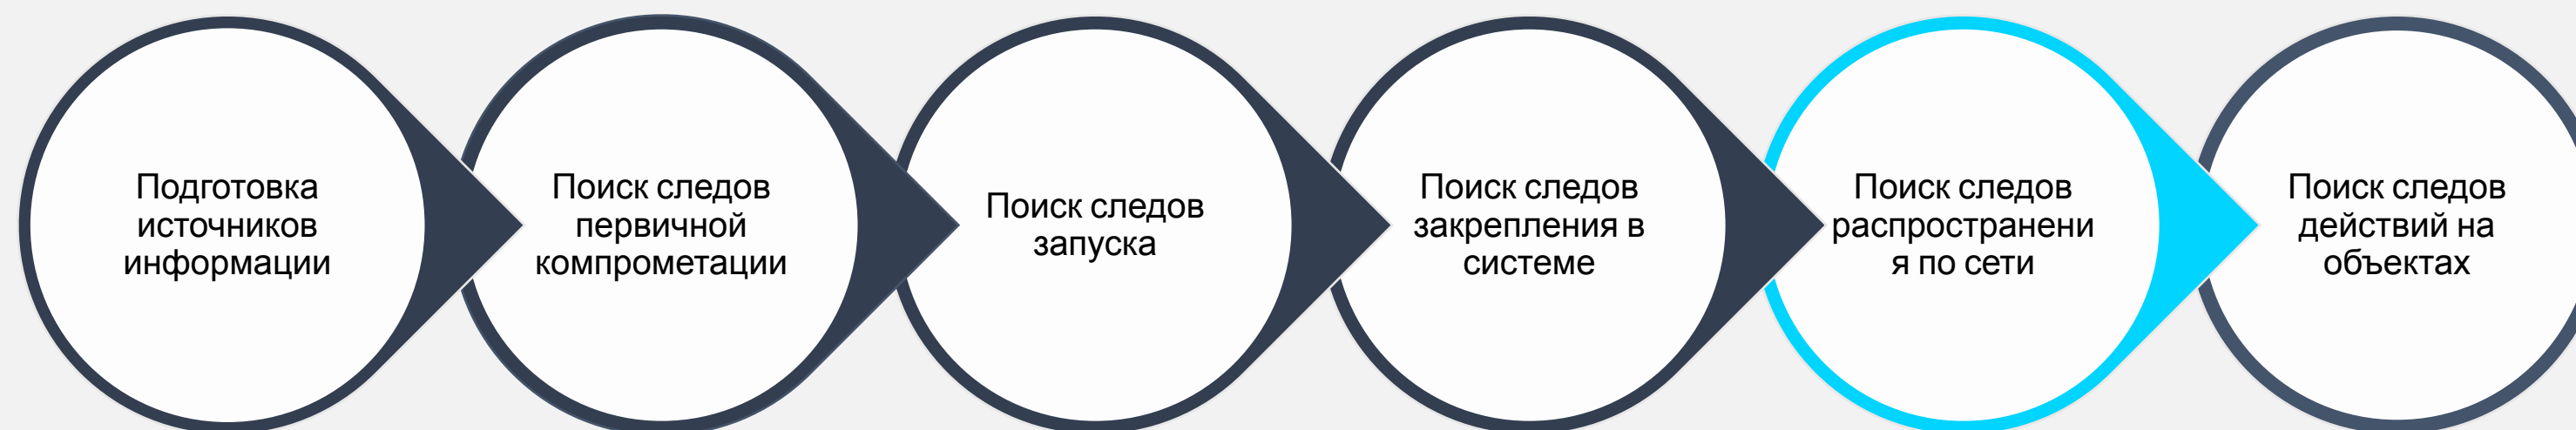 Подготовка
источников
информации
Поиск следов
первичной
компрометации
Поиск следов
запуска
Поиск следов
закрепления в
системе
Поиск следов
распространени
я по сети
Поиск следов
действий на
объектах